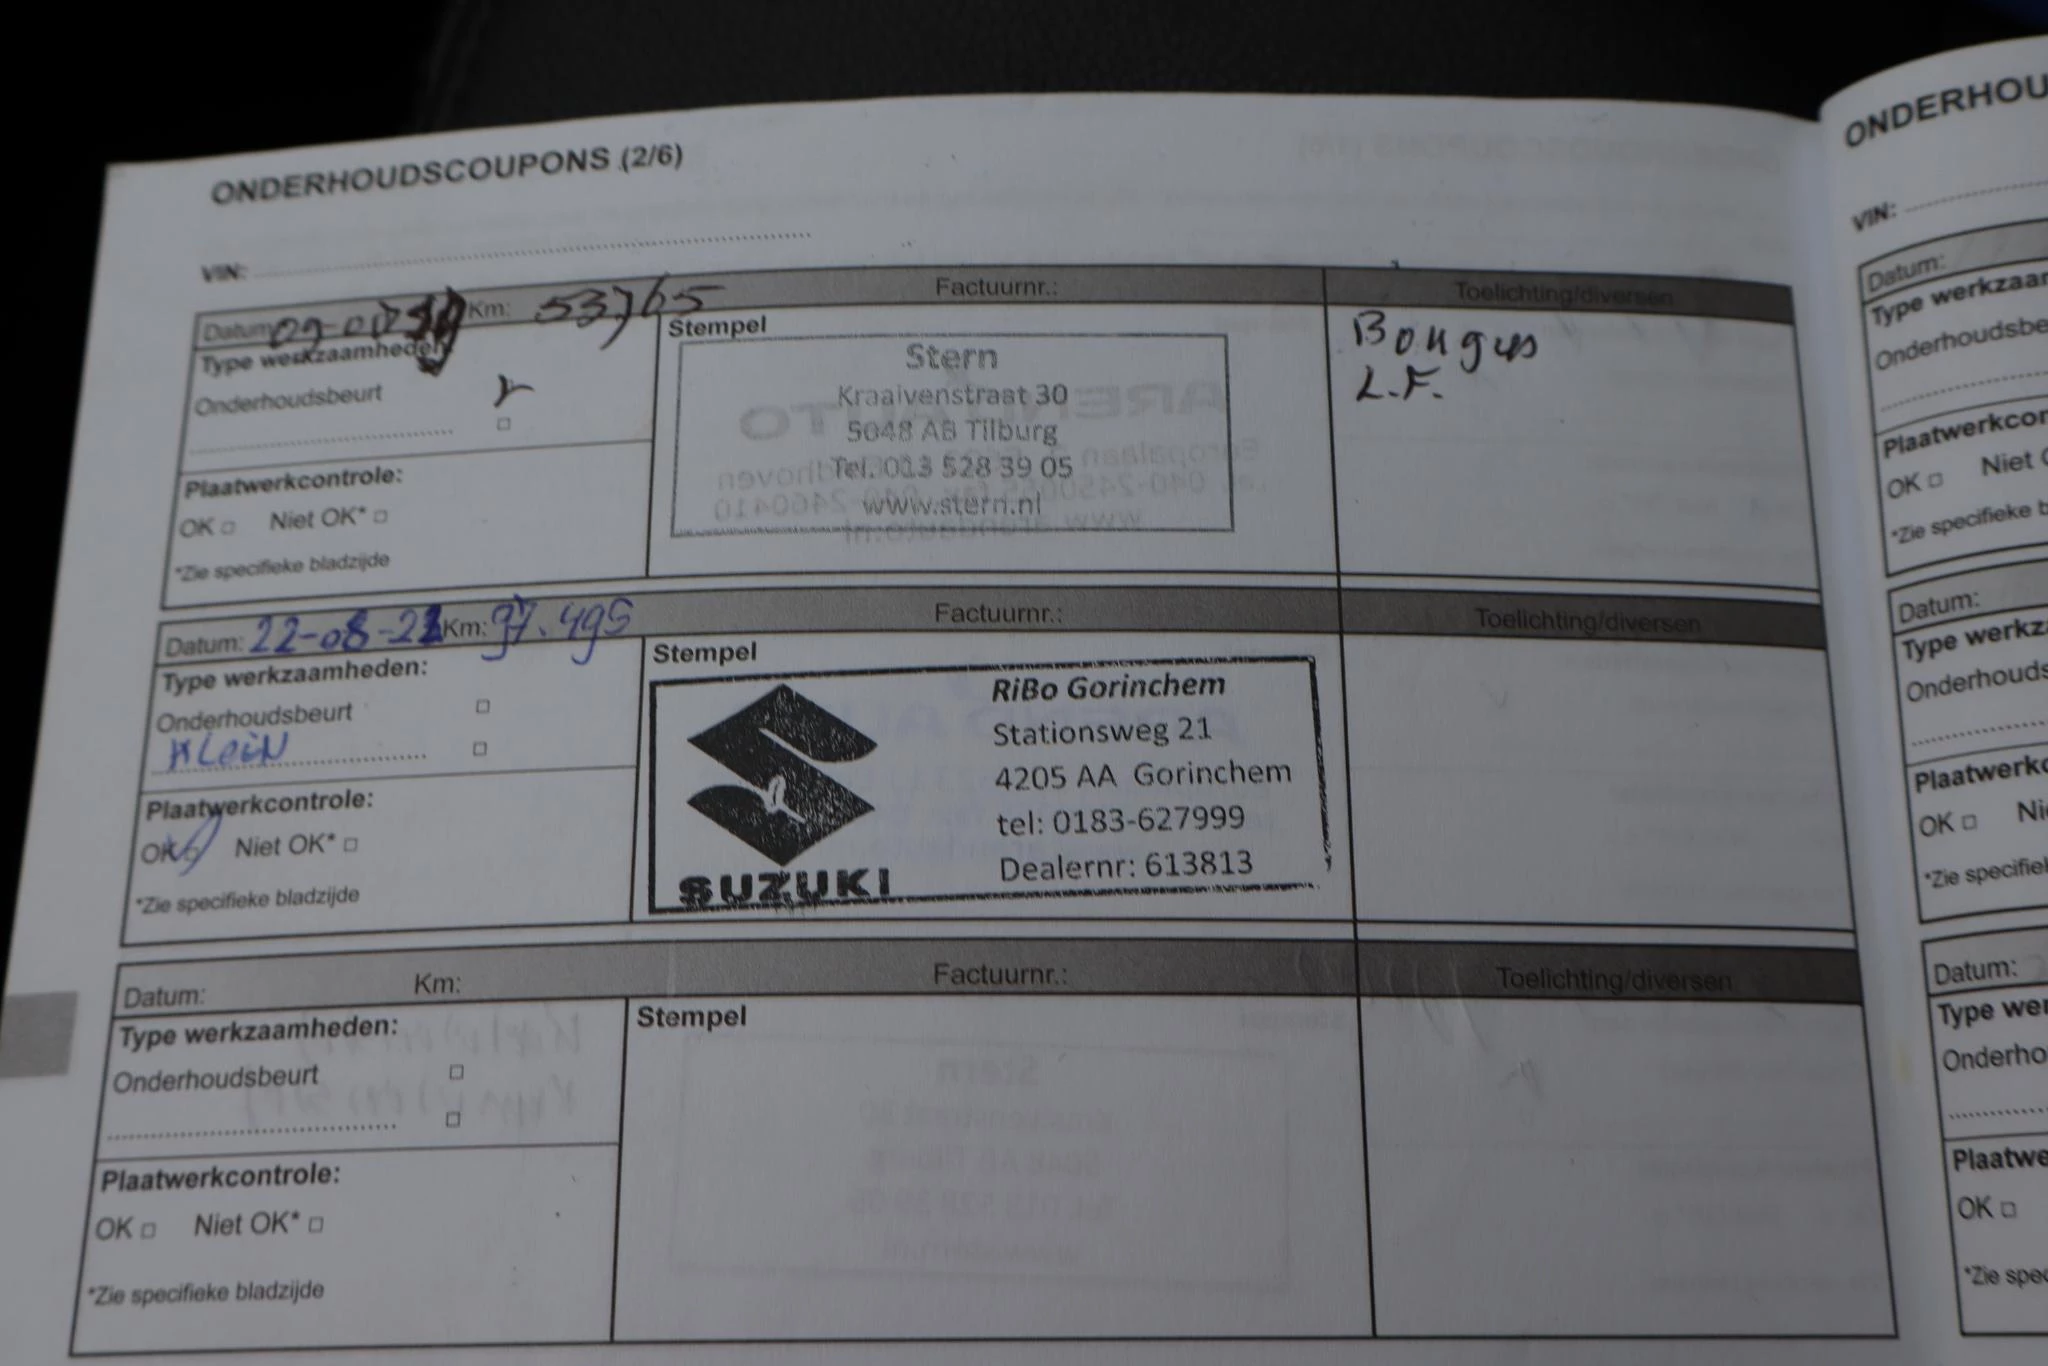 ONDERHOUDSCOUPONS (2/6)
VIN:
Datum: Km: 53765 Factuurnr.: Toelichting/diversen
Type werkzaamheden:
Onderhoudsbeurt
Plaatwerkcontrole:
OK □ Niet OK* □
*Zie specifieke bladzijde
Stempel
Stern
Kraaivenstraat 30
5048 AB Tilburg
Tel. 013 528 39 05
www.stern.nl
L.F.
Datum: 22-08-22 Km: 97.495 Factuurnr.: Toelichting/diversen
Type werkzaamheden:
Onderhoudsbeurt □
KLeiN □
Plaatwerkcontrole:
OK Niet OK* □
*Zie specifieke bladzijde
Stempel
SUZUKI
RiBo Gorinchem
Stationsweg 21
4205 AA Gorinchem
tel: 0183-627999
Dealernr: 613813
Datum: Km: Factuurnr.: Toelichting/diversen
Type werkzaamheden:
Onderhoudsbeurt □
□
Plaatwerkcontrole:
OK □ Niet OK* □
*Zie specifieke bladzijde
Stempel
ONDERHOU
VIN:
Datum:
Type werkzaar
Onderhoudsbe
Plaatwerkcor
OK □ Niet
*Zie specifieke b
Datum:
Type werkz
Onderhouds
Plaatwerkc
OK □ Ni
*Zie specifie
Datum:
Type wer
Onderho
Plaatwe
OK □
*Zie spe